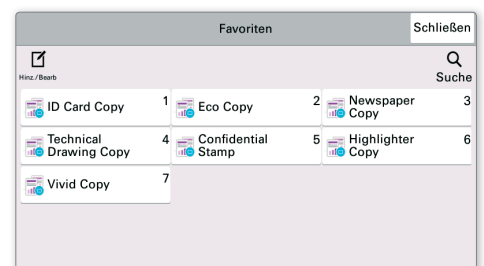 Favoriten
Schließen
Hinz./Bearb
Suche
ID Card Copy 1
Eco Copy 2
Newspaper 3
Copy
Technical 4
Drawing Copy
Confidential 5
Stamp
Highlighter 6
Copy
Vivid Copy 7